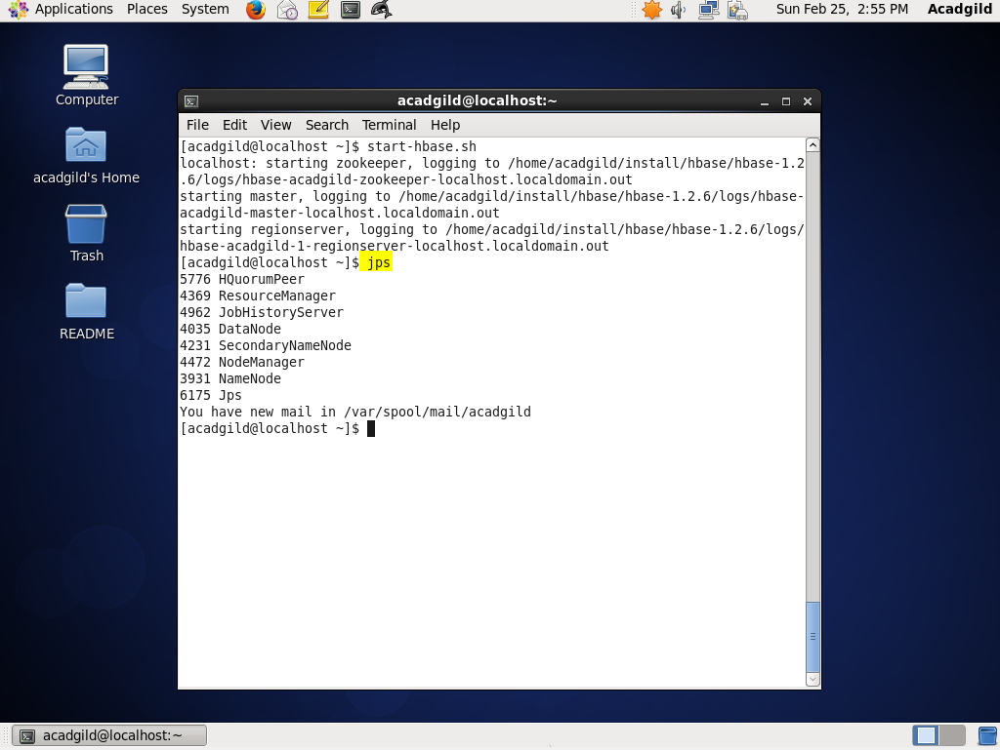 Applications Places System
Sun Feb 25, 2:55 PM Acadgild
Computer
acadgild's Home
Trash
README
acadgild@localhost:~
File Edit View Search Terminal Help
[acadgild@localhost ~]$ start-hbase.sh
localhost: starting zookeeper, logging to /home/acadgild/install/hbase/hbase-1.2
.6/logs/hbase-acadgild-zookeeper-localhost.localdomain.out
starting master, logging to /home/acadgild/install/hbase/hbase-1.2.6/logs/hbase-
acadgild-master-localhost.localdomain.out
starting regionserver, logging to /home/acadgild/install/hbase/hbase-1.2.6/logs/
hbase-acadgild-1-regionserver-localhost.localdomain.out
[acadgild@localhost ~]$ jps
5776 HQuorumPeer
4369 ResourceManager
4962 JobHistoryServer
4035 DataNode
4231 SecondaryNameNode
4472 NodeManager
3931 NameNode
6175 Jps
You have new mail in /var/spool/mail/acadgild
[acadgild@localhost ~]$
acadgild@localhost:~